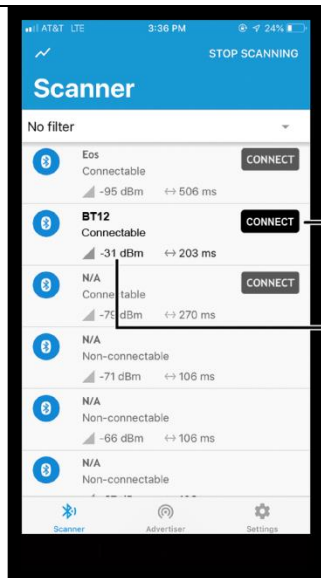 AT&T LTE 3:36 PM 24%
STOP SCANNING
Scanner
No filter
Eos CONNECT
Connectable
-95 dBm 506 ms
BT12 CONNECT
Connectable
-31 dBm 203 ms
N/A CONNECT
Connectable
-79 dBm 270 ms
N/A
Non-connectable
-71 dBm 106 ms
N/A
Non-connectable
-66 dBm 106 ms
N/A
Non-connectable
Scanner Advertiser Settings